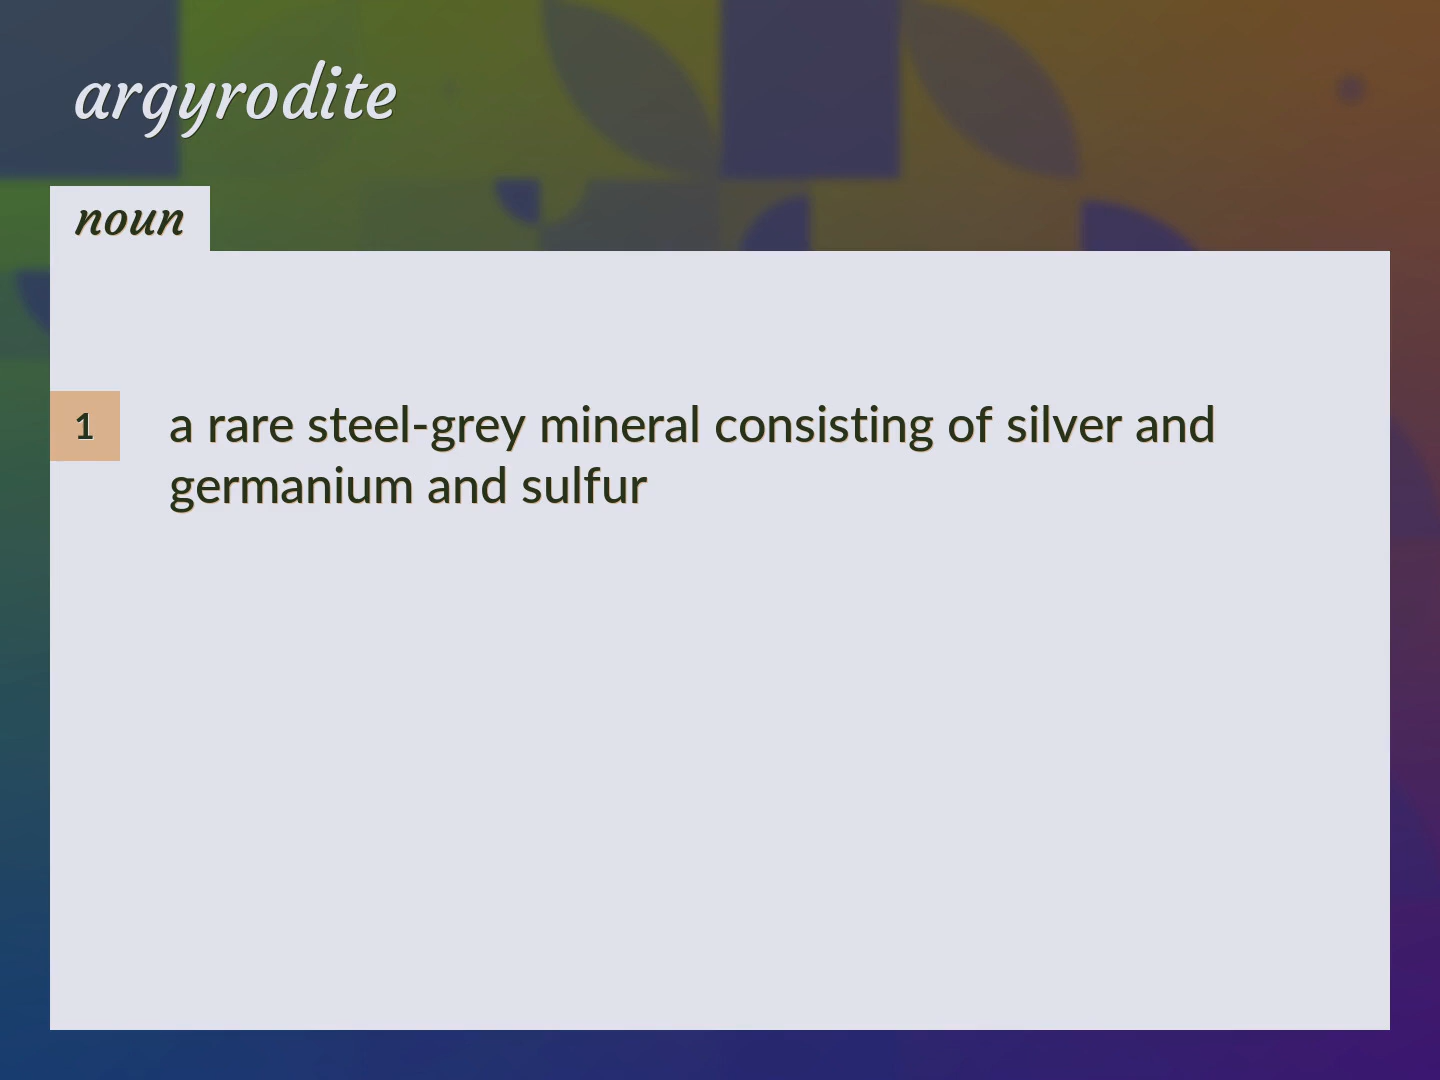 argyrodite
noun
1
a rare steel-grey mineral consisting of silver and
germanium and sulfur